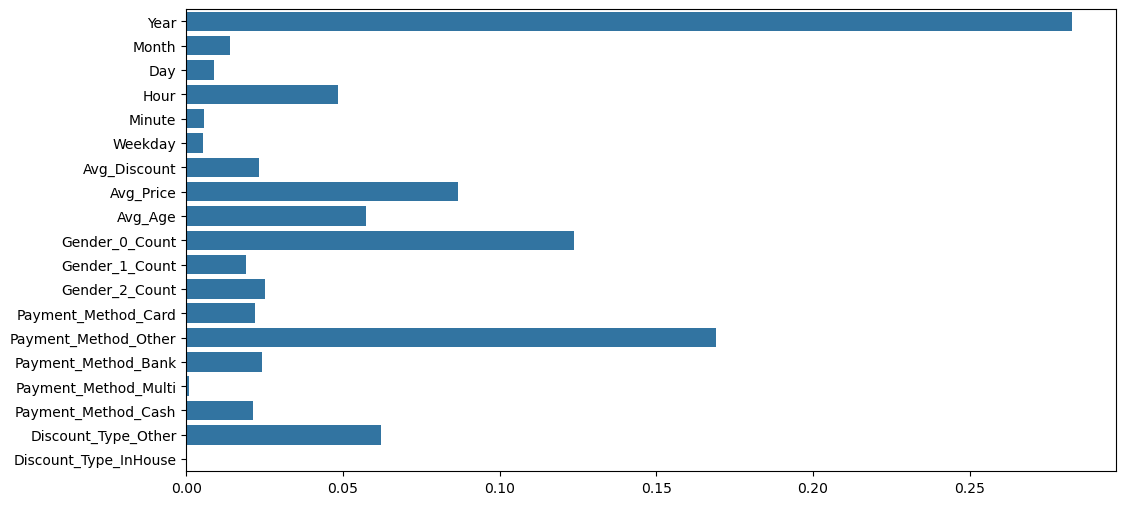 Year
Month
Day
Hour
Minute
Weekday
Avg_Discount
Avg_Price
Avg_Age
Gender_0_Count
Gender_1_Count
Gender_2_Count
Payment_Method_Card
Payment_Method_Other
Payment_Method_Bank
Payment_Method_Multi
Payment_Method_Cash
Discount_Type_Other
Discount_Type_InHouse
0.00 0.05 0.10 0.15 0.20 0.25